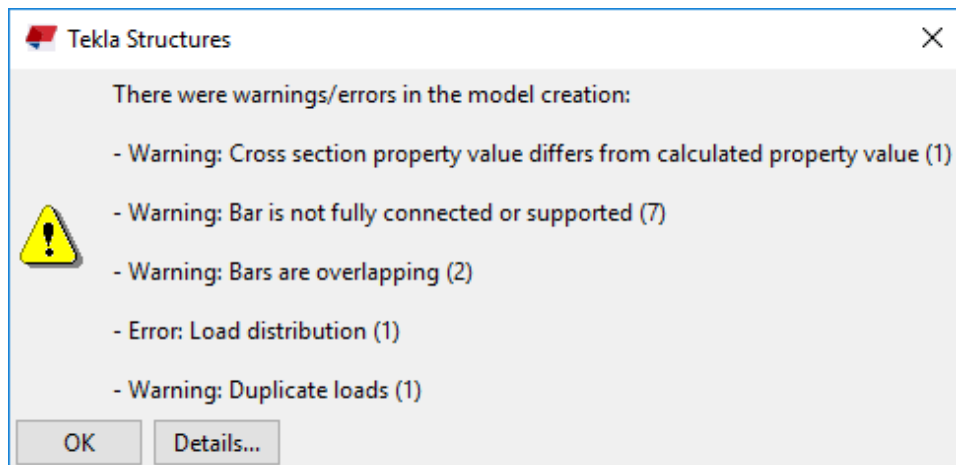 Tekla Structures
There were warnings/errors in the model creation:
- Warning: Cross section property value differs from calculated property value (1)
- Warning: Bar is not fully connected or supported (7)
- Warning: Bars are overlapping (2)
- Error: Load distribution (1)
- Warning: Duplicate loads (1)
OK Details...